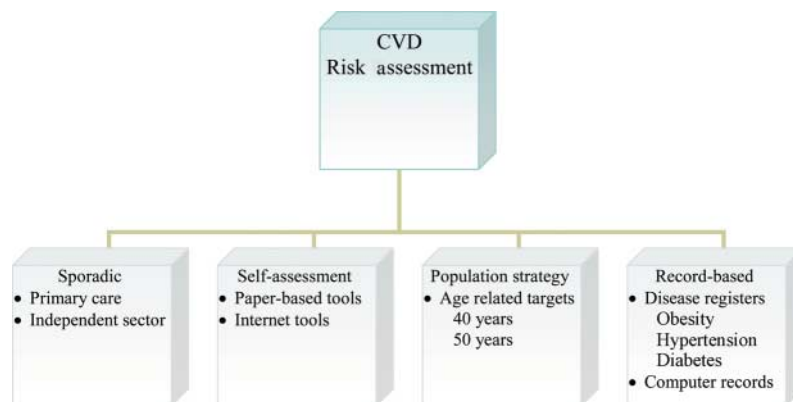 CVD
Risk assessment
Sporadic
• Primary care
• Independent sector
Self-assessment
• Paper-based tools
• Internet tools
Population strategy
• Age related targets
40 years
50 years
Record-based
• Disease registers
Obesity
Hypertension
Diabetes
• Computer records